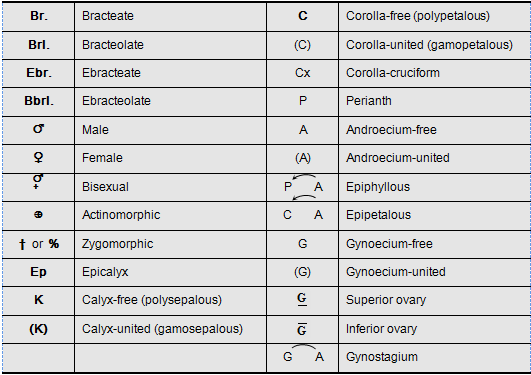 Br. Bracteate C Corolla-free (polypetalous)
Brl. Bracteolate (C) Corolla-united (gamopetalous)
Ebr. Ebracteate Cx Corolla-cruciform
Bbrl. Ebracteolate P Perianth
♂ Male A Androecium-free
♀ Female (A) Androecium-united
⚥ Bisexual P A Epiphyllous
⊕ Actinomorphic C A Epipetalous
† or % Zygomorphic G Gynoecium-free
Ep Epicalyx (G) Gynoecium-united
K Calyx-free (polysepalous) G Superior ovary
(K) Calyx-united (gamosepalous) G Inferior ovary
G A Gynostagium